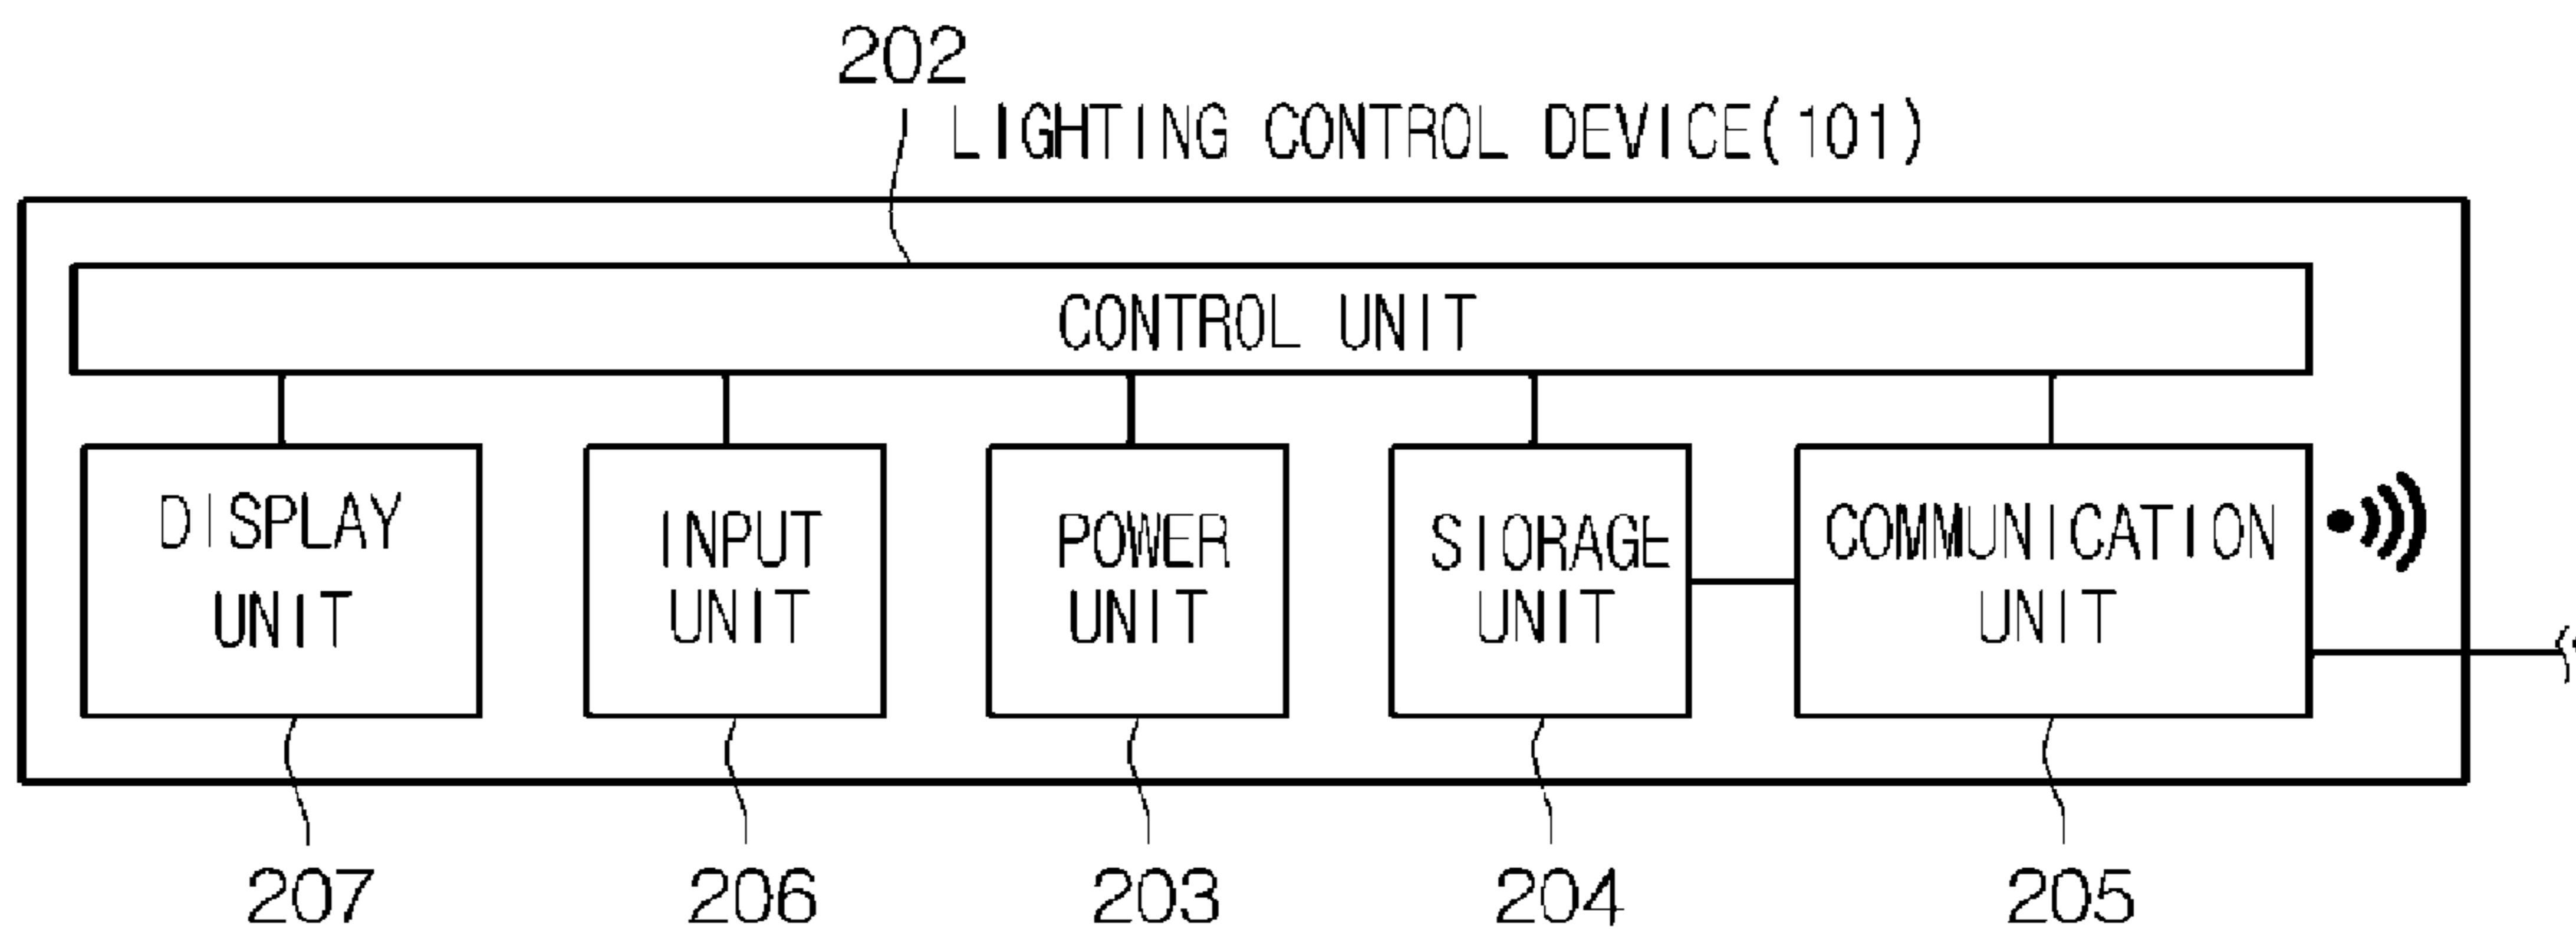 202
LIGHTING CONTROL DEVICE(101)
CONTROL UNIT
DISPLAY
UNIT
INPUT
UNIT
POWER
UNIT
SIORAGE
UNIT
COMMUNICATION
UNIT
207
206
203
204
205